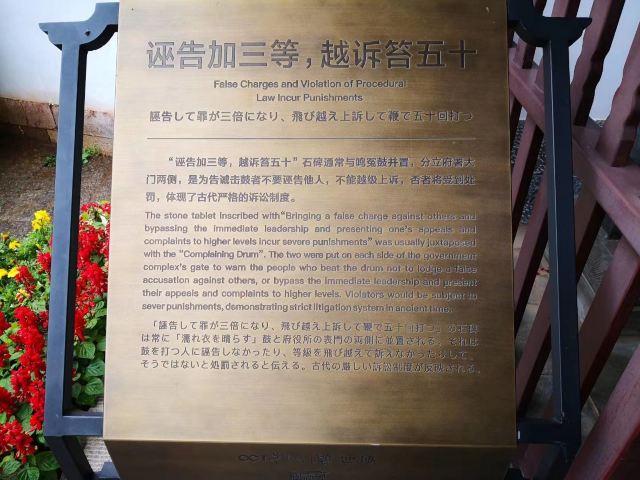 诬告加三等，越诉笞五十
False Charges and Violation of Procedural
Law Incur Punishments
誣告して罪が三倍になり、飛び越え上訴して鞭で五十回打つ
“诬告加三等，越诉笞五十”石碑通常与鸣冤鼓并置，分立府署大
门两侧，是为告诫击鼓者不要诬告他人，不能越级上诉，否者将受到处
罚，体现了古代严格的诉讼制度。
The stone tablet inscribed with“Bringing a false charge against others and
bypassing the immediate leadership and presenting one's appeals and
complaints to higher levels incur severe punishments” was usually juxtaposed
with the “Complaining Drum”. The two were put on each side of the government
complex's gate to warn the people who beat the drum not to lodge a false
accusation against others, or bypass the immediate leadership and present
their appeals and complaints to higher levels. Violators would be subject to
sever punishments, demonstrating strict litigation system in ancient times.
「誣告して罪が三倍になり、飛び越え上訴して鞭で五十回打つ」の石碑
は常に「濡れ衣を晴らす」鼓と府役所の表門の両側に並置される。それは
鼓を打つ人に誣告しなかったり、等級を飛び越えて訴えなかったりして、
そうではないと処罰されると伝える。古代の厳しい訴訟制度が反映される。
OCT